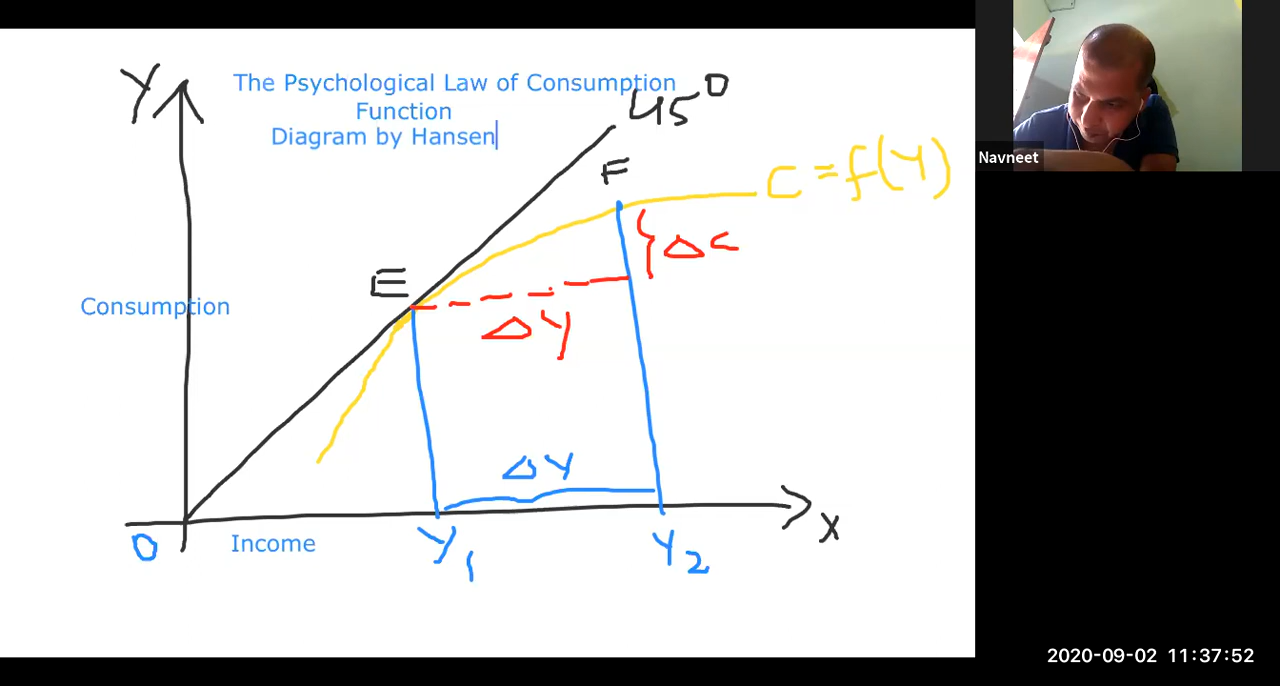 Y
The Psychological Law of Consumption
Function
Diagram by Hansen
45°
F
C = f(Y)
ΔC
E
Consumption
ΔY
ΔY
X
O
Income
Y1
Y2
Navneet
2020-09-02 11:37:52